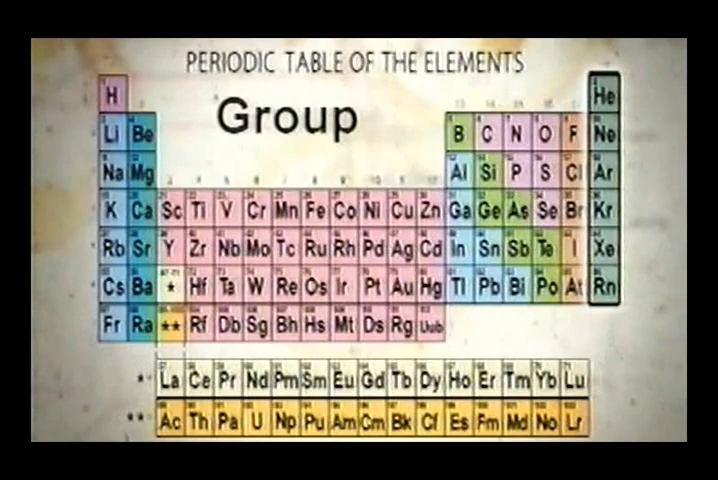 PERIODIC TABLE OF THE ELEMENTS
Group
H He
Li Be B C N O F Ne
Na Mg Al Si P S Cl Ar
K Ca Sc Ti V Cr Mn Fe Co Ni Cu Zn Ga Ge As Se Br Kr
Rb Sr Y Zr Nb Mo Tc Ru Rh Pd Ag Cd In Sn Sb Te I Xe
Cs Ba * Hf Ta W Re Os Ir Pt Au Hg Tl Pb Bi Po At Rn
Fr Ra ** Rf Db Sg Bh Hs Mt Ds Rg Uub
* La Ce Pr Nd Pm Sm Eu Gd Tb Dy Ho Er Tm Yb Lu
** Ac Th Pa U Np Pu Am Cm Bk Cf Es Fm Md No Lr